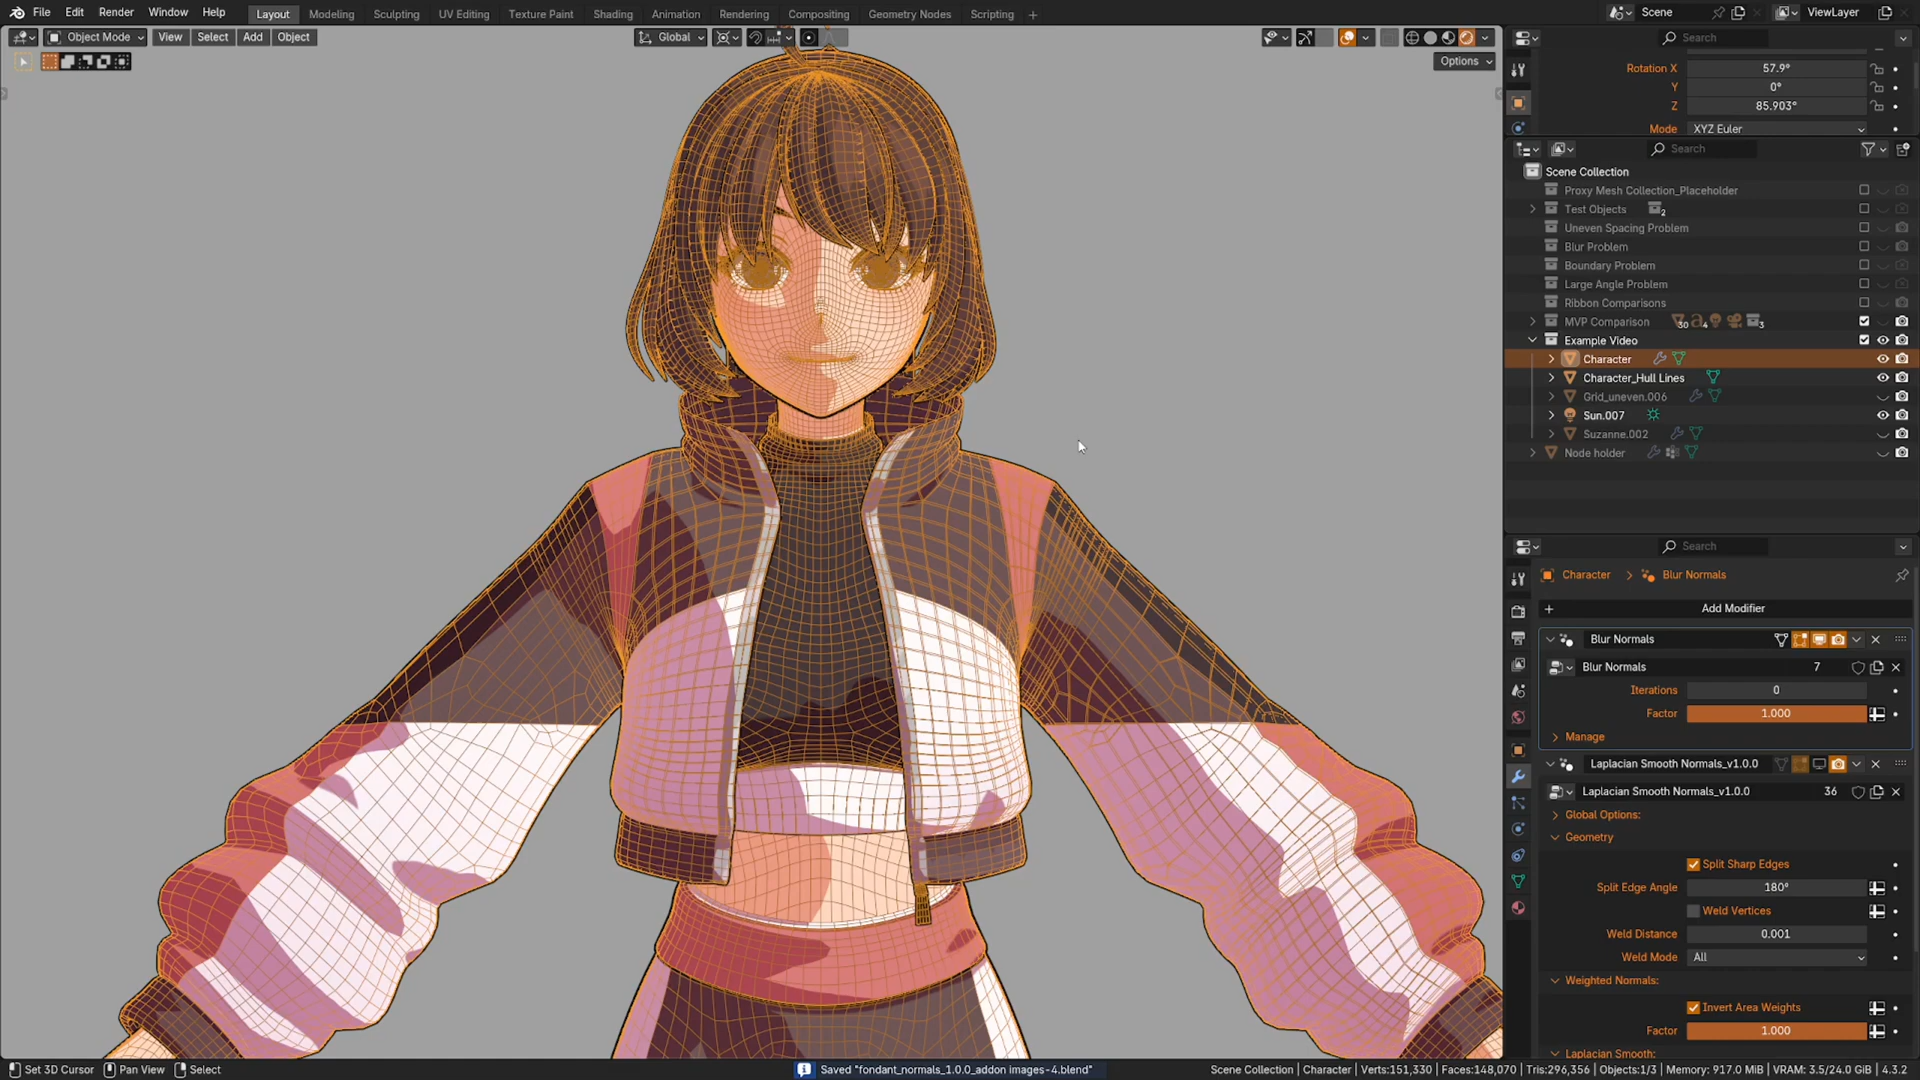 File Edit Render Window Help
Layout Modeling Sculpting UV Editing Texture Paint Shading Animation Rendering Compositing Geometry Nodes Scripting +
Scene
ViewLayer
Object Mode View Select Add Object
Global
Options
Search
Rotation X 57.9°
Y 0°
Z 85.903°
Mode XYZ Euler
Search
Scene Collection
Proxy Mesh Collection_Placeholder
Test Objects 2
Uneven Spacing Problem
Blur Problem
Boundary Problem
Large Angle Problem
Ribbon Comparisons
MVP Comparison 30 4 3
Example Video
Character
Character_Hull Lines
Grid_uneven.006
Sun.007
Suzanne.002
Node holder
Search
Character > Blur Normals
+ Add Modifier
Blur Normals
Blur Normals 7
Iterations 0
Factor 1.000
Manage
Laplacian Smooth Normals_v1.0.0
Laplacian Smooth Normals_v1.0.0 36
Global Options:
Geometry
Split Sharp Edges
Split Edge Angle 180°
Weld Vertices
Weld Distance 0.001
Weld Mode All
Weighted Normals:
Invert Area Weights
Factor 1.000
Laplacian Smooth:
Set 3D Cursor Pan View Select
Saved "fondant_normals_1.0.0_addon images-4.blend"
Scene Collection | Character | Verts:151,330 | Faces:148,070 | Tris:296,356 | Objects:1/3 | Memory: 917.0 MiB | VRAM: 3.5/24.0 GiB | 4.3.2